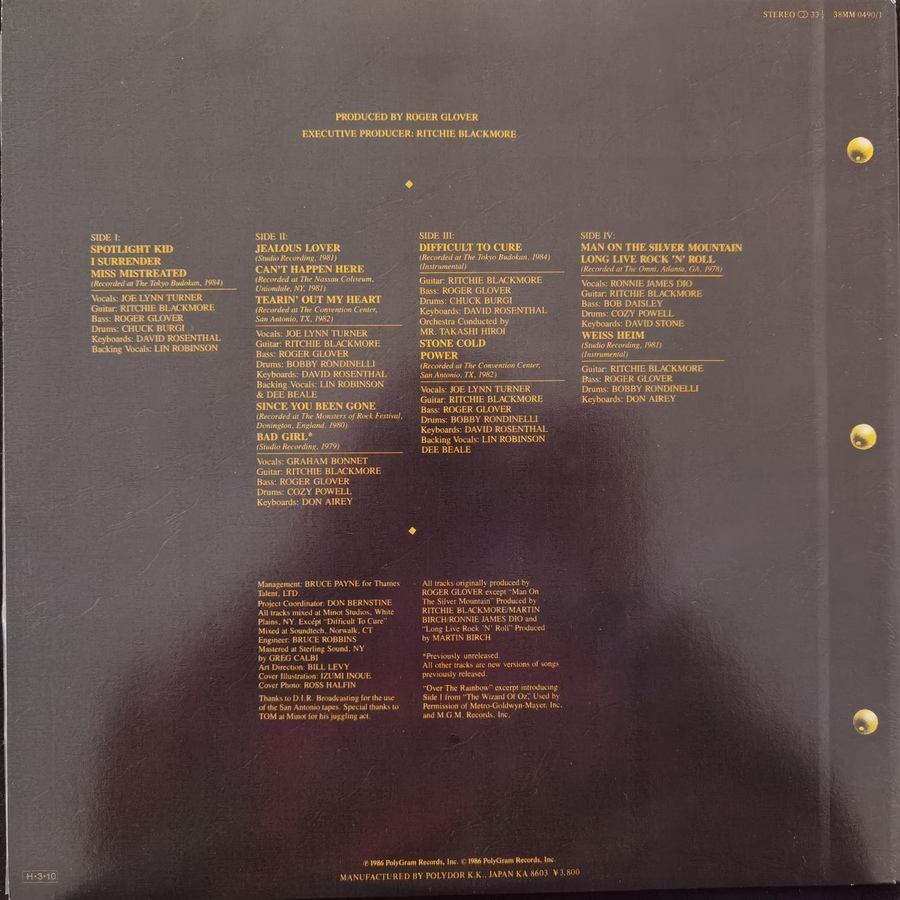 STEREO 33⅓ 38MM 0490/1
PRODUCED BY ROGER GLOVER
EXECUTIVE PRODUCER: RITCHIE BLACKMORE
SIDE I:
SPOTLIGHT KID
I SURRENDER
MISS MISTREATED
(Recorded at The Tokyo Budokan, 1984)
Vocals: JOE LYNN TURNER
Guitar: RITCHIE BLACKMORE
Bass: ROGER GLOVER
Drums: CHUCK BURGI
Keyboards: DAVID ROSENTHAL
Backing Vocals: LIN ROBINSON
SIDE II:
JEALOUS LOVER
(Studio Recording, 1981)
CAN'T HAPPEN HERE
(Recorded at The Nassau Coliseum,
Uniondale, NY, 1981)
TEARIN' OUT MY HEART
(Recorded at The Convention Center,
San Antonio, TX, 1982)
Vocals: JOE LYNN TURNER
Guitar: RITCHIE BLACKMORE
Bass: ROGER GLOVER
Drums: BOBBY RONDINELLI
Keyboards: DAVID ROSENTHAL
Backing Vocals: LIN ROBINSON
& DEE BEALE
SINCE YOU BEEN GONE
(Recorded at The Monsters of Rock Festival,
Donington, England, 1980)
BAD GIRL*
(Studio Recording, 1979)
Vocals: GRAHAM BONNET
Guitar: RITCHIE BLACKMORE
Bass: ROGER GLOVER
Drums: COZY POWELL
Keyboards: DON AIREY
SIDE III:
DIFFICULT TO CURE
(Recorded at The Tokyo Budokan, 1984)
(Instrumental)
Guitar: RITCHIE BLACKMORE
Bass: ROGER GLOVER
Drums: CHUCK BURGI
Keyboards: DAVID ROSENTHAL
Orchestra Conducted by
MR. TAKASHI HIROI
STONE COLD
POWER
(Recorded at The Convention Center,
San Antonio, TX, 1982)
Vocals: JOE LYNN TURNER
Guitar: RITCHIE BLACKMORE
Bass: ROGER GLOVER
Drums: BOBBY RONDINELLI
Keyboards: DAVID ROSENTHAL
Backing Vocals: LIN ROBINSON
DEE BEALE
SIDE IV:
MAN ON THE SILVER MOUNTAIN
LONG LIVE ROCK 'N' ROLL
(Recorded at The Omni, Atlanta, GA, 1978)
Vocals: RONNIE JAMES DIO
Guitar: RITCHIE BLACKMORE
Bass: BOB DAISLEY
Drums: COZY POWELL
Keyboards: DAVID STONE
WEISS HEIM
(Studio Recording, 1981)
(Instrumental)
Guitar: RITCHIE BLACKMORE
Bass: ROGER GLOVER
Drums: BOBBY RONDINELLI
Keyboards: DON AIREY
Management: BRUCE PAYNE for Thames
Talent, LTD.
Project Coordinator: DON BERNSTINE
All tracks mixed at Minot Studios, White
Plains, NY. Except "Difficult To Cure"
Mixed at Soundtech, Norwalk, CT
Engineer: BRUCE ROBBINS
Mastered at Sterling Sound, NY
by GREG CALBI
Art Direction: BILL LEVY
Cover Illustration: IZUMI INOUE
Cover Photo: ROSS HALFIN
Thanks to D.I.R. Broadcasting for the use
of the San Antonio tapes. Special thanks to
TOM at Minot for his juggling act.
All tracks originally produced by
ROGER GLOVER except "Man On
The Silver Mountain" Produced by
RITCHIE BLACKMORE/MARTIN
BIRCH/RONNIE JAMES DIO and
"Long Live Rock 'N' Roll" Produced
by MARTIN BIRCH
*Previously unreleased.
All other tracks are new versions of songs
previously released.
"Over The Rainbow" excerpt introducing
Side I from "The Wizard Of Oz," Used by
Permission of Metro-Goldwyn-Mayer, Inc.
and M.G.M. Records, Inc.
℗ 1986 PolyGram Records, Inc. © 1986 PolyGram Records, Inc.
MANUFACTURED BY POLYDOR K.K., JAPAN KA 8603 ¥3,800
H•3•10